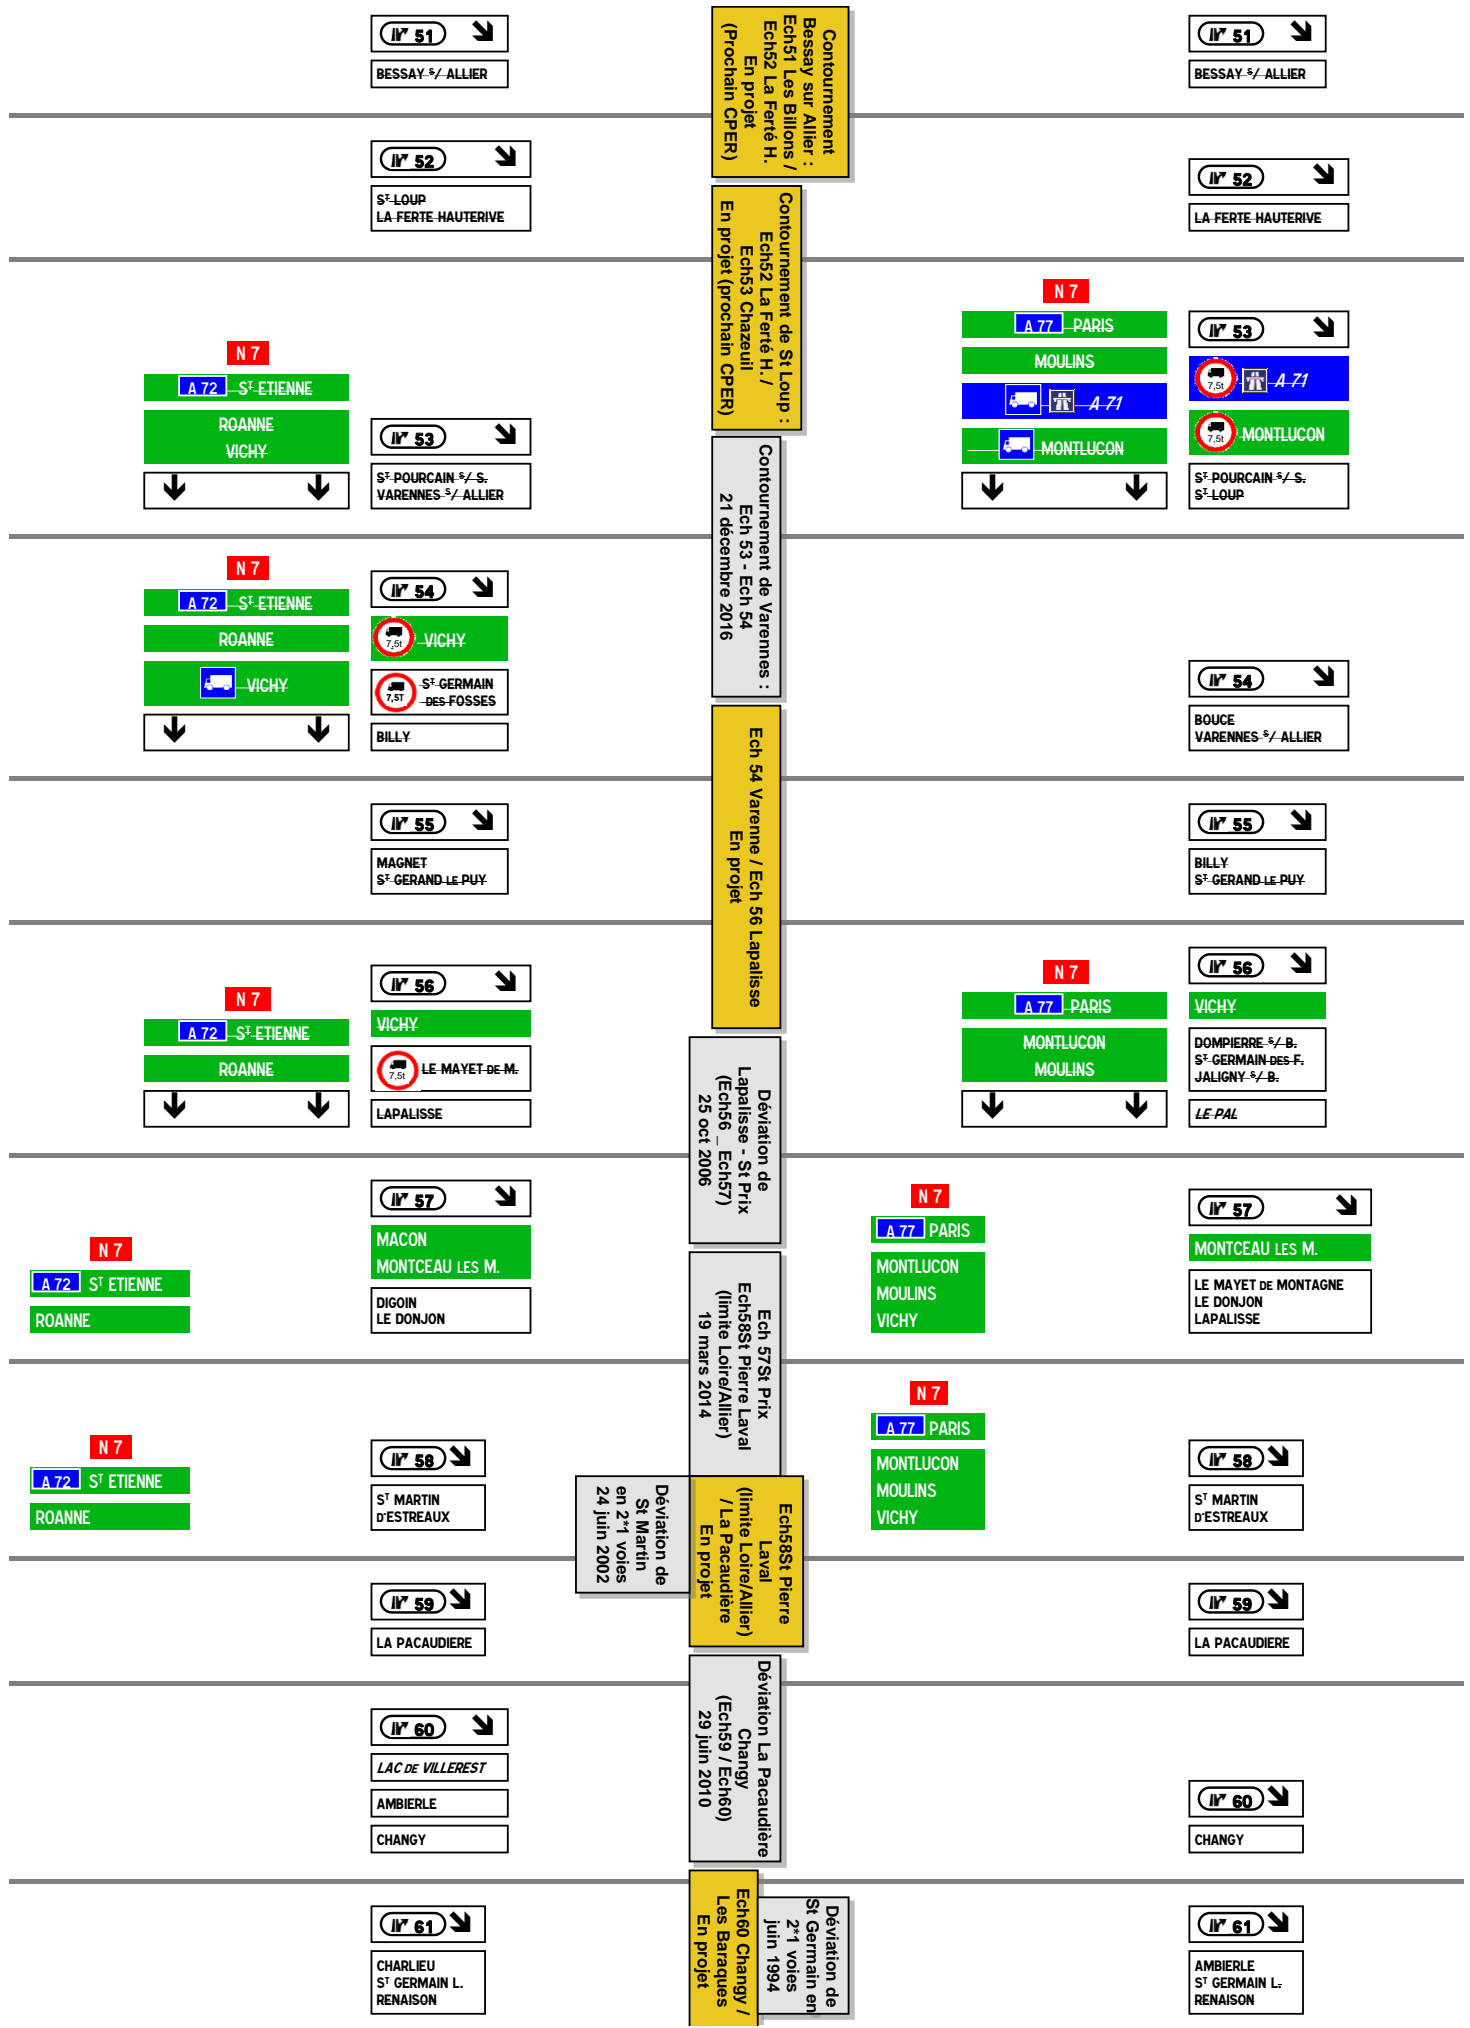 51
BESSAY S/ ALLIER
Contournement
Bessay sur Allier :
Ech51 Les Billons /
Ech52 La Ferté H.
En projet
(Prochain CPER)
51
BESSAY S/ ALLIER
52
ST LOUP
LA FERTE HAUTERIVE
52
LA FERTE HAUTERIVE
Contournement de St Loup :
Ech52 La Ferté H. /
Ech53 Chazeuil
En projet (prochain CPER)
N 7
A 72 ST ETIENNE
ROANNE
VICHY
53
ST POURCAIN S/ S.
VARENNES S/ ALLIER
N 7
A 77 PARIS
MOULINS
A 71
MONTLUCON
53
7,5t A 71
7,5t MONTLUCON
ST POURCAIN S/ S.
ST LOUP
Contournement de Varennes :
Ech 53 - Ech 54
21 décembre 2016
N 7
A 72 ST ETIENNE
ROANNE
VICHY
54
7,5t VICHY
7,5T ST GERMAIN
DES FOSSES
BILLY
54
BOUCE
VARENNES S/ ALLIER
Ech 54 Varenne / Ech 56 Lapalisse
En projet
55
MAGNET
ST GERAND LE PUY
55
BILLY
ST GERAND LE PUY
N 7
A 72 ST ETIENNE
ROANNE
56
VICHY
7,5t LE MAYET DE M.
LAPALISSE
N 7
A 77 PARIS
MONTLUCON
MOULINS
56
VICHY
DOMPIERRE S/ B.
ST GERMAIN DES F.
JALIGNY S/ B.
LE PAL
Déviation de
Lapalisse - St Prix
(Ech56 _ Ech57)
25 oct 2006
N 7
A 72 ST ETIENNE
ROANNE
57
MACON
MONTCEAU LES M.
DIGOIN
LE DONJON
N 7
A 77 PARIS
MONTLUCON
MOULINS
VICHY
57
MONTCEAU LES M.
LE MAYET DE MONTAGNE
LE DONJON
LAPALISSE
Ech 57St Prix
Ech58St Pierre Laval
(limite Loire/Allier)
19 mars 2014
N 7
A 72 ST ETIENNE
ROANNE
58
ST MARTIN
D'ESTREAUX
Déviation de
St Martin
en 2*1 voies
24 juin 2002
Ech58St Pierre
Laval
(limite Loire/Allier)
/ La Pacaudière
En projet
N 7
A 77 PARIS
MONTLUCON
MOULINS
VICHY
58
ST MARTIN
D'ESTREAUX
59
LA PACAUDIERE
59
LA PACAUDIERE
Déviation La Pacaudière
Changy
(Ech59 / Ech60)
29 juin 2010
60
LAC DE VILLEREST
AMBIERLE
CHANGY
60
CHANGY
Ech60 Changy /
Les Baraques
En projet
Déviation de
St Germain en
2*1 voies
juin 1994
61
CHARLIEU
ST GERMAIN L.
RENAISON
61
AMBIERLE
ST GERMAIN L.
RENAISON